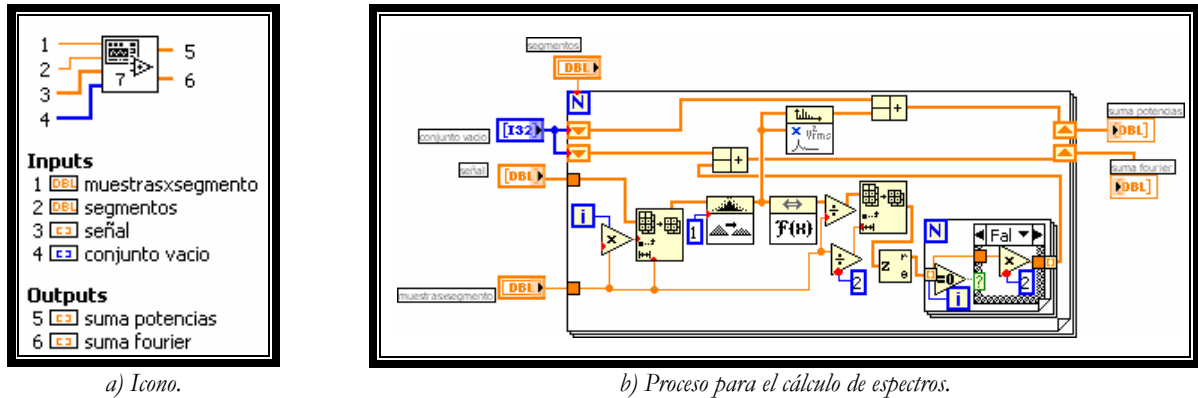 1
2
3
4
5
6
7
Inputs
1 DBL muestrasxsegmento
2 DBL segmentos
3 señal
4 conjunto vacio
Outputs
5 suma potencias
6 suma fourier
a) Icono.
segmentos
DBL
N
conjunto vacio
[I32]
señal
[DBL]
i
muestrasxsegmento
DBL
1
F(x)
2
z
r
θ
N
=0
i
Fal
?
2
suma potencias
DBL]
suma fourier
DBL]
b) Proceso para el cálculo de espectros.